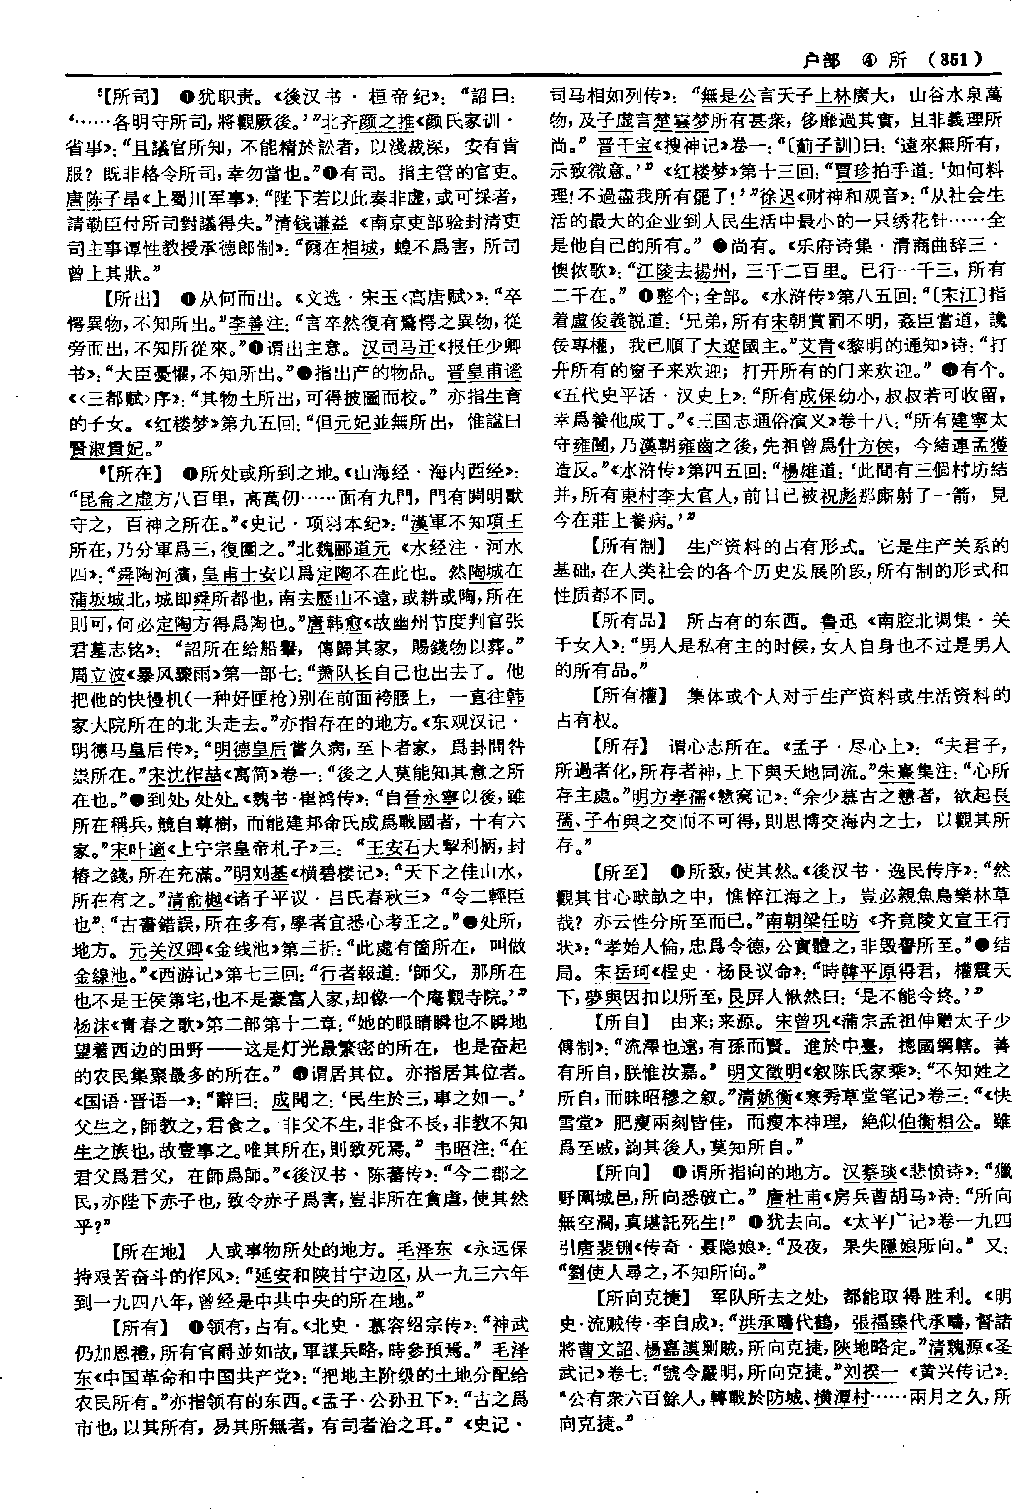 户部 ④ 所 (351)
⁵【所司】 ❶犹职责。《後汉书·桓帝纪》：“詔曰：
‘……各明守所司，將觀厥後。’”北齐颜之推《颜氏家训·
省事》：“且議官所知，不能精於訟者，以淺裁深，安有肯
服？既非格令所司，幸勿當也。”❷有司。指主管的官吏。
唐陈子昂《上蜀川军事》：“陛下若以此奏非虚，或可採者，
請勒臣付所司對議得失。”清钱谦益《南京吏部验封清吏
司主事谭性教授承德郎制》：“爾在相城，蝗不爲害，所司
曾上其狀。”
【所出】 ❶从何而出。《文选·宋玉〈高唐赋〉》：“卒
愕異物，不知所出。”李善注：“言卒然復有驚愕之異物，從
旁而出，不知所從來。”❷谓出主意。汉司马迁《报任少卿
书》：“大臣憂懼，不知所出。”❸指出产的物品。晋皇甫谧
《〈三都赋〉序》：“其物土所出，可得披圖而校。”亦指生育
的子女。《红楼梦》第九五回：“但元妃並無所出，惟諡曰
賢淑貴妃。”
⁶【所在】 ❶所处或所到之地。《山海经·海内西经》：
“昆侖之虚方八百里，高萬仞……面有九門，門有開明獸
守之，百神之所在。”《史记·项羽本纪》：“漢軍不知項王
所在，乃分軍爲三，復圍之。”北魏郦道元《水经注·河水
四》：“舜陶河濱，皇甫士安以爲定陶不在此也。然陶城在
蒲坂城北，城即舜所都也，南去歷山不遠，或耕或陶，所在
則可，何必定陶方得爲陶也。”唐韩愈《故幽州节度判官张
君墓志铭》：“詔所在给船轝，傳歸其家，賜錢物以葬。”
周立波《暴风骤雨》第一部七：“萧队长自己也出去了。他
把他的快慢机(一种好匣枪)别在前面袴腰上，一直往韩
家大院所在的北头走去。”亦指存在的地方。《东观汉记·
明德马皇后传》：“明德皇后嘗久病，至卜者家，爲卦問咎
祟所在。”宋沈作喆《寓简》卷一：“後之人莫能知其意之所
在也。”❷到处，处处。《魏书·崔鸿传》：“自晉永寧以後，雖
所在稱兵，競自尊樹，而能建邦命氏成爲戰國者，十有六
家。”宋叶適《上宁宗皇帝札子》三：“王安石大挈利柄，封
樁之錢，所在充滿。”明刘基《横碧楼记》：“天下之佳山水，
所在有之。”清俞樾《诸子平议·吕氏春秋三》“令二輕臣
也”：“古書錯誤，所在多有，學者宜悉心考正之。”❸处所，
地方。元关汉卿《金线池》第三折：“此處有箇所在，叫做
金線池。”《西游记》第七三回：“行者報道：‘師父，那所在
也不是王侯第宅，也不是豪富人家，却像一个庵觀寺院。’”
杨沫《青春之歌》第二部第十二章：“她的眼睛瞬也不瞬地
望着西边的田野——这是灯光最繁密的所在，也是奋起
的农民集聚最多的所在。” ❹谓居其位。亦指居其位者。
《国语·晋语一》：“辭曰：成聞之：‘民生於三，事之如一。’
父生之，師教之，君食之。非父不生，非食不長，非教不知
生之族也，故壹事之。唯其所在，則致死焉。” 韦昭注：“在
君父爲君父，在師爲師。”《後汉书·陈蕃传》：“今二郡之
民，亦陛下赤子也，致令赤子爲害，豈非所在貪虐，使其然
乎？”
【所在地】 人或事物所处的地方。毛泽东《永远保
持艰苦奋斗的作风》：“延安和陕甘宁边区，从一九三六年
到一九四八年，曾经是中共中央的所在地。”
【所有】 ❶领有，占有。《北史·慕容绍宗传》：“神武
仍加恩禮，所有官爵並如故，軍謀兵略，時參預焉。” 毛泽
东《中国革命和中国共产党》：“把地主阶级的土地分配给
农民所有。”亦指领有的东西。《孟子·公孙丑下》：“古之爲
市也，以其所有，易其所無者，有司者治之耳。”《史记·
司马相如列传》：“無是公言天子上林廣大，山谷水泉萬
物，及子虚言楚雲梦所有甚衆，侈靡過其實，且非義理所
尚。” 晋干宝《搜神记》卷一：“〔薊子訓〕曰：‘遠來無所有，
示致微意。’” 《红楼梦》第十三回：“賈珍拍手道：‘如何料
理！不過盡我所有罷了！’”徐迟《财神和观音》：“从社会生
活的最大的企业到人民生活中最小的一只绣花针……全
是他自己的所有。” ❷尚有。《乐府诗集·清商曲辞三·
懊侬歌》：“江陵去揚州，三千二百里。已行一千三，所有
二千在。” ❸整个；全部。《水浒传》第八五回：“〔宋江〕指
着盧俊義説道：‘兄弟，所有宋朝賞罰不明，姦臣當道，讒
佞專權，我已順了大遼國主。”艾青《黎明的通知》诗：“打
开所有的窗子来欢迎；打开所有的门来欢迎。” ❹有个。
《五代史平话·汉史上》：“所有成保幼小，叔叔若可收留，
幸爲養他成丁。”《三国志通俗演义》卷十八：“所有建寧太
守雍闓，乃漢朝雍齒之後，先祖曾爲什方侯，今結連孟獲
造反。”《水浒传》第四五回：“楊雄道：‘此間有三個村坊結
并，所有東村李大官人，前日已被祝彪那厮射了一箭，見
今在莊上養病。’”
【所有制】 生产资料的占有形式。它是生产关系的
基础，在人类社会的各个历史发展阶段，所有制的形式和
性质都不同。
【所有品】 所占有的东西。鲁迅《南腔北调集·关
于女人》：“男人是私有主的时候，女人自身也不过是男人
的所有品。”
【所有權】 集体或个人对于生产资料或生活资料的
占有权。
【所存】 谓心志所在。《孟子·尽心上》：“夫君子，
所過者化，所存者神，上下與天地同流。”朱熹集注：“心所
存主處。”明方孝孺《戆窝记》：“余少慕古之戆者，欲起長
孺、子布與之交而不可得，則思博交海内之士，以觀其所
存。”
【所至】 ❶所致，使其然。《後汉书·逸民传序》：“然
觀其甘心畎畝之中，憔悴江海之上，豈必親魚鳥樂林草
哉？亦云性分所至而已。”南朝梁任昉《齐竟陵文宣王行
状》：“孝始人倫，忠爲令德，公實體之，非毁譽所至。”❷结
局。宋岳珂《桯史·杨艮议命》：“時韓平原得君，權震天
下，夢與因扣以所至，艮屏人愀然曰：‘是不能令终。’”
【所自】 由来；来源。宋曾巩《蒲宗孟祖仲赠太子少
傅制》：“流澤也遠，有孫而賢。進於中臺，摠國綱轄。善
有所自，朕惟汝嘉。” 明文徵明《叙陈氏家乘》：“不知姓之
所自，而昧昭穆之叙。”清姚衡《寒秀草堂笔记》卷三：“《快
雪堂》肥瘦兩刻皆佳，而瘦本神理，絶似伯衡相公。雖
爲至戚，詢其後人，莫知所自。”
【所向】 ❶谓所指向的地方。汉蔡琰《悲愤诗》：“獵
野圍城邑，所向悉破亡。” 唐杜甫《房兵曹胡马》诗：“所向
無空濶，真堪託死生！” ❷犹去向。《太平广记》卷一九四
引唐裴铏《传奇·聂隐娘》：“及夜，果失隱娘所向。” 又：
“劉使人尋之，不知所向。”
【所向克捷】 军队所去之处，都能取得胜利。《明
史·流贼传·李自成》：“洪承疇代鶴，張福臻代承疇，督諸
將曹文詔、楊嘉謨剿賊，所向克捷，陝地略定。”清魏源《圣
武记》卷七：“號令嚴明，所向克捷。”刘揆一《黄兴传记》：
“公有衆六百餘人，轉戰於防城、横潭村……兩月之久，所
向克捷。”